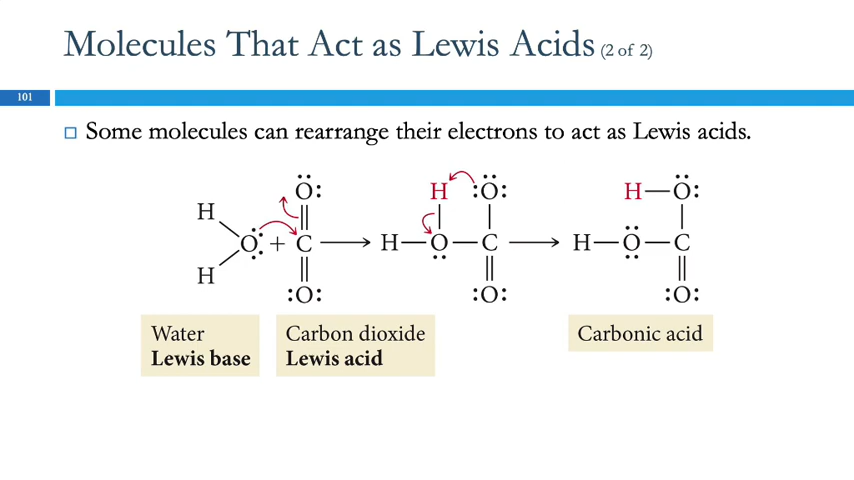 Molecules That Act as Lewis Acids (2 of 2)
101
Some molecules can rearrange their electrons to act as Lewis acids.
O: H :O: H—O:
H
O: + C → H—O—C → H—O—C
H
:O: :O: :O:
Water Carbon dioxide Carbonic acid
Lewis base Lewis acid